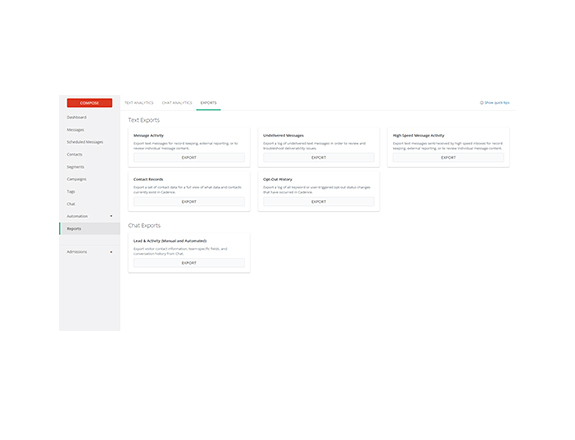 COMPOSE
TEXT ANALYTICS
CHAT ANALYTICS
EXPORTS
Show quick tips
Dashboard
Messages
Scheduled Messages
Contacts
Segments
Campaigns
Tags
Chat
Automation
Reports
Admissions
Text Exports
Message Activity
Export text messages for record keeping, external reporting, or to
review individual message content.
EXPORT
Undelivered Messages
Export a log of undelivered text messages in order to review and
troubleshoot deliverability issues.
EXPORT
High Speed Message Activity
Export text messages sent/received by high speed inboxes for record
keeping, external reporting, or to review individual message content.
EXPORT
Contact Records
Export a set of contact data for a full view of what data and contacts
currently exist in Cadence.
EXPORT
Opt-Out History
Export a log of all keyword or user-triggered opt-out status changes
that have occurred in Cadence.
EXPORT
Chat Exports
Lead & Activity (Manual and Automated)
Export visitor contact information, team-specific fields, and
conversation history from Chat.
EXPORT